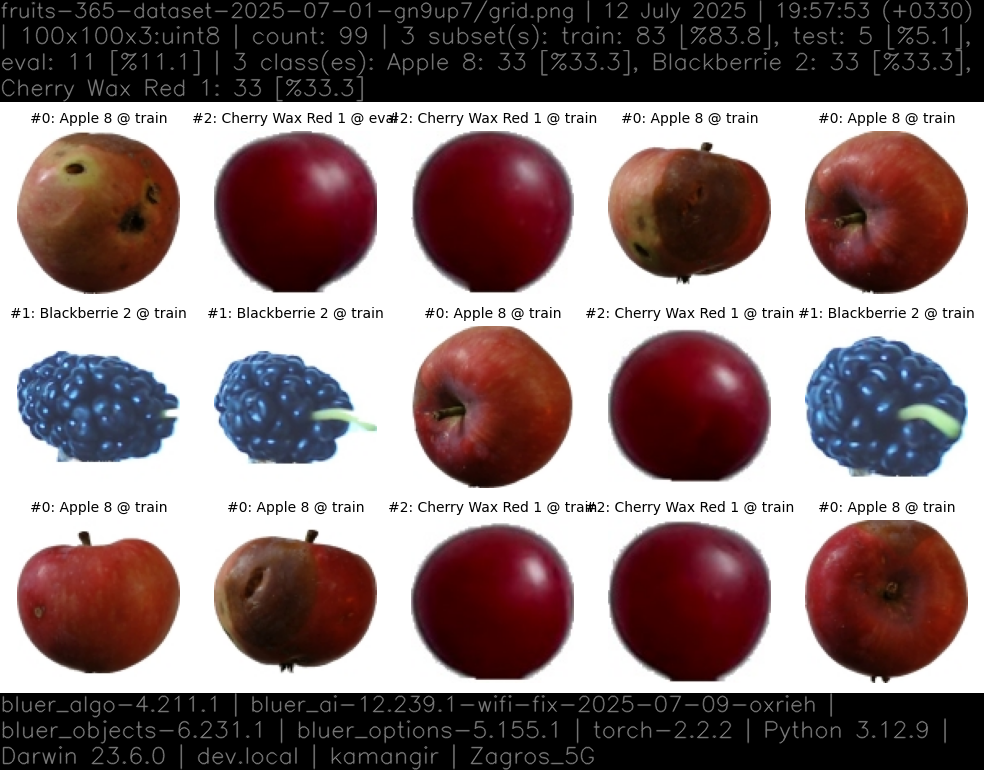 fruits-365-dataset-2025-07-01-gn9up7/grid.png | 12 July 2025 | 19:57:53 (+0330)
| 100x100x3:uint8 | count: 99 | 3 subset(s): train: 83 [%83.8], test: 5 [%5.1],
eval: 11 [%11.1] | 3 class(es): Apple 8: 33 [%33.3], Blackberrie 2: 33 [%33.3],
Cherry Wax Red 1: 33 [%33.3]
#0: Apple 8 @ train
#2: Cherry Wax Red 1 @ eval
#2: Cherry Wax Red 1 @ train
#0: Apple 8 @ train
#0: Apple 8 @ train
#1: Blackberrie 2 @ train
#1: Blackberrie 2 @ train
#0: Apple 8 @ train
#2: Cherry Wax Red 1 @ train
#1: Blackberrie 2 @ train
#0: Apple 8 @ train
#0: Apple 8 @ train
#2: Cherry Wax Red 1 @ train
#2: Cherry Wax Red 1 @ train
#0: Apple 8 @ train
bluer_algo-4.211.1 | bluer_ai-12.239.1-wifi-fix-2025-07-09-oxrieh |
bluer_objects-6.231.1 | bluer_options-5.155.1 | torch-2.2.2 | Python 3.12.9 |
Darwin 23.6.0 | dev.local | kamangir | Zagros_5G